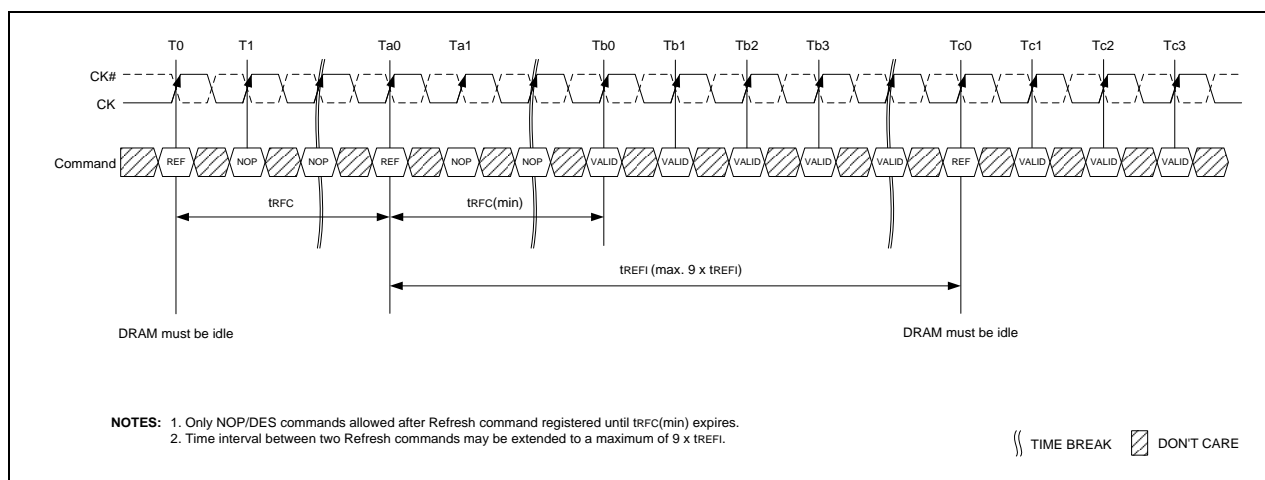 T0 T1 Ta0 Ta1 Tb0 Tb1 Tb2 Tb3 Tc0 Tc1 Tc2 Tc3
CK#
CK
Command REF NOP NOP REF NOP NOP VALID VALID VALID VALID VALID REF VALID VALID VALID
tRFC tRFC(min)
tREFI (max. 9 x tREFI)
DRAM must be idle DRAM must be idle
NOTES: 1. Only NOP/DES commands allowed after Refresh command registered until tRFC(min) expires.
2. Time interval between two Refresh commands may be extended to a maximum of 9 x tREFI.
TIME BREAK DON'T CARE